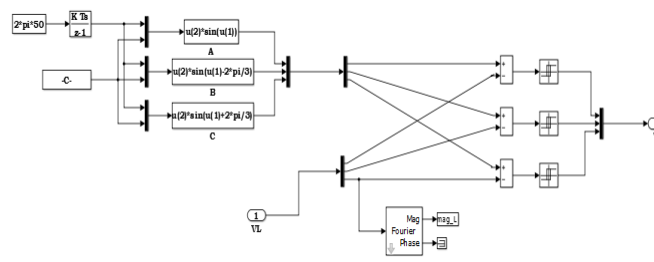 2*pi*50
K Ts
z-1
-C-
u(2)*sin(u(1))
A
u(2)*sin(u(1)-2*pi/3)
B
u(2)*sin(u(1)+2*pi/3)
C
+
−
+
−
+
−
1
VL
Mag
Fourier
Phase
mag_L